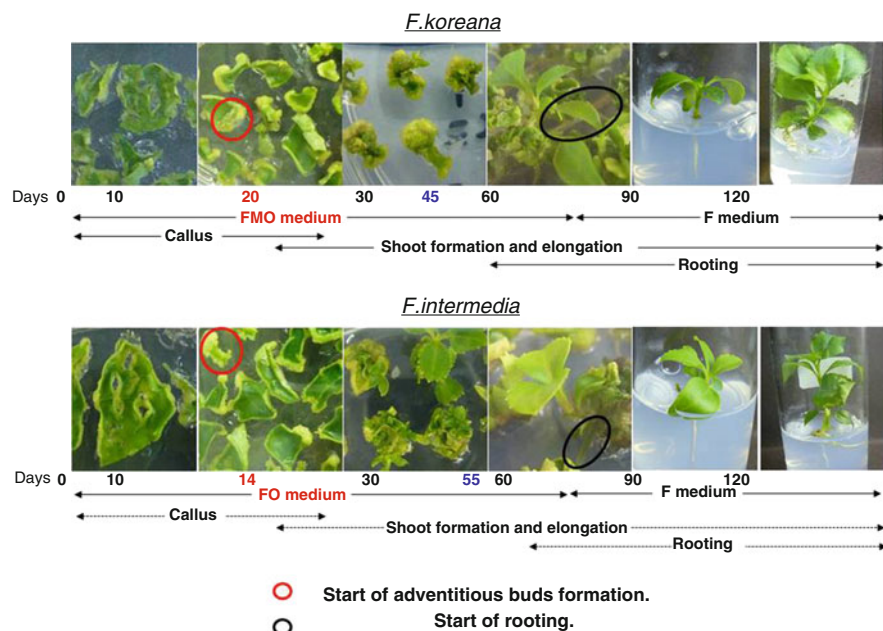 F.koreana
Days 0 10 20 30 45 60 90 120
FMO medium F medium
Callus
Shoot formation and elongation
Rooting
F.intermedia
Days 0 10 14 30 55 60 90 120
FO medium F medium
Callus
Shoot formation and elongation
Rooting
Start of adventitious buds formation.
Start of rooting.